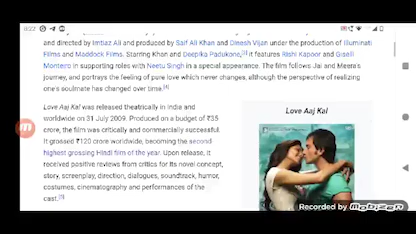 8:22
and directed by Imtiaz Ali and produced by Saif Ali Khan and Dinesh Vijan under the production of Illuminati
Films and Maddock Films. Starring Khan and Deepika Padukone,[3] it features Rishi Kapoor and Giselli
Monteiro in supporting roles with Neetu Singh in a special appearance. The film follows Jai and Meera's
journey, and portrays the feeling of pure love which never changes, although the perspective of realizing
one's soulmate has changed over time.[4]
Love Aaj Kal was released theatrically in India and
worldwide on 31 July 2009. Produced on a budget of ₹35
crore, the film was critically and commercially successful.
It grossed ₹120 crore worldwide, becoming the second
highest grossing Hindi film of the year. Upon release, it
received positive reviews from critics for its novel concept,
story, screenplay, direction, dialogues, soundtrack, humor,
costumes, cinematography and performances of the
cast.[5]
Love Aaj Kal
Recorded by Mobizen